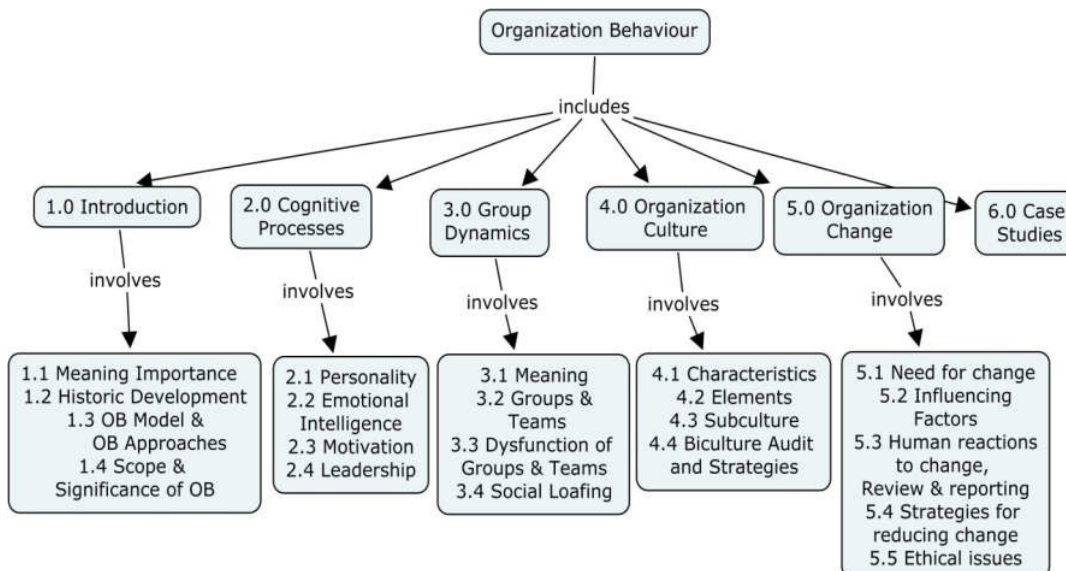 Organization Behaviour
includes
1.0 Introduction
2.0 Cognitive
Processes
3.0 Group
Dynamics
4.0 Organization
Culture
5.0 Organization
Change
6.0 Case
Studies
involves
involves
involves
involves
involves
1.1 Meaning Importance
1.2 Historic Development
1.3 OB Model &
OB Approaches
1.4 Scope &
Significance of OB
2.1 Personality
2.2 Emotional
Intelligence
2.3 Motivation
2.4 Leadership
3.1 Meaning
3.2 Groups &
Teams
3.3 Dysfunction of
Groups & Teams
3.4 Social Loafing
4.1 Characteristics
4.2 Elements
4.3 Subculture
4.4 Biculture Audit
and Strategies
5.1 Need for change
5.2 Influencing
Factors
5.3 Human reactions
to change,
Review & reporting
5.4 Strategies for
reducing change
5.5 Ethical issues